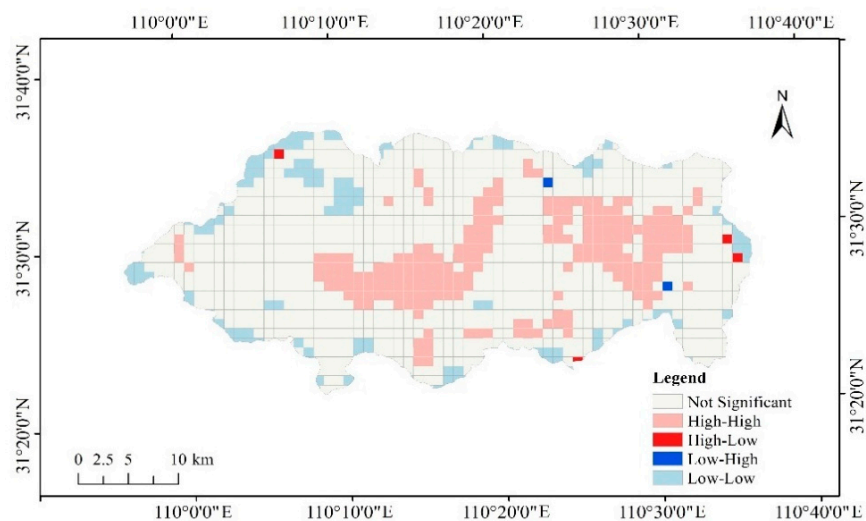 110°0'0"E 110°10'0"E 110°20'0"E 110°30'0"E 110°40'0"E
31°40'0"N
31°30'0"N
31°20'0"N
N
31°30'0"N
31°20'0"N
Legend
Not Significant
High-High
High-Low
Low-High
Low-Low
0 2.5 5 10 km
110°0'0"E 110°10'0"E 110°20'0"E 110°30'0"E 110°40'0"E